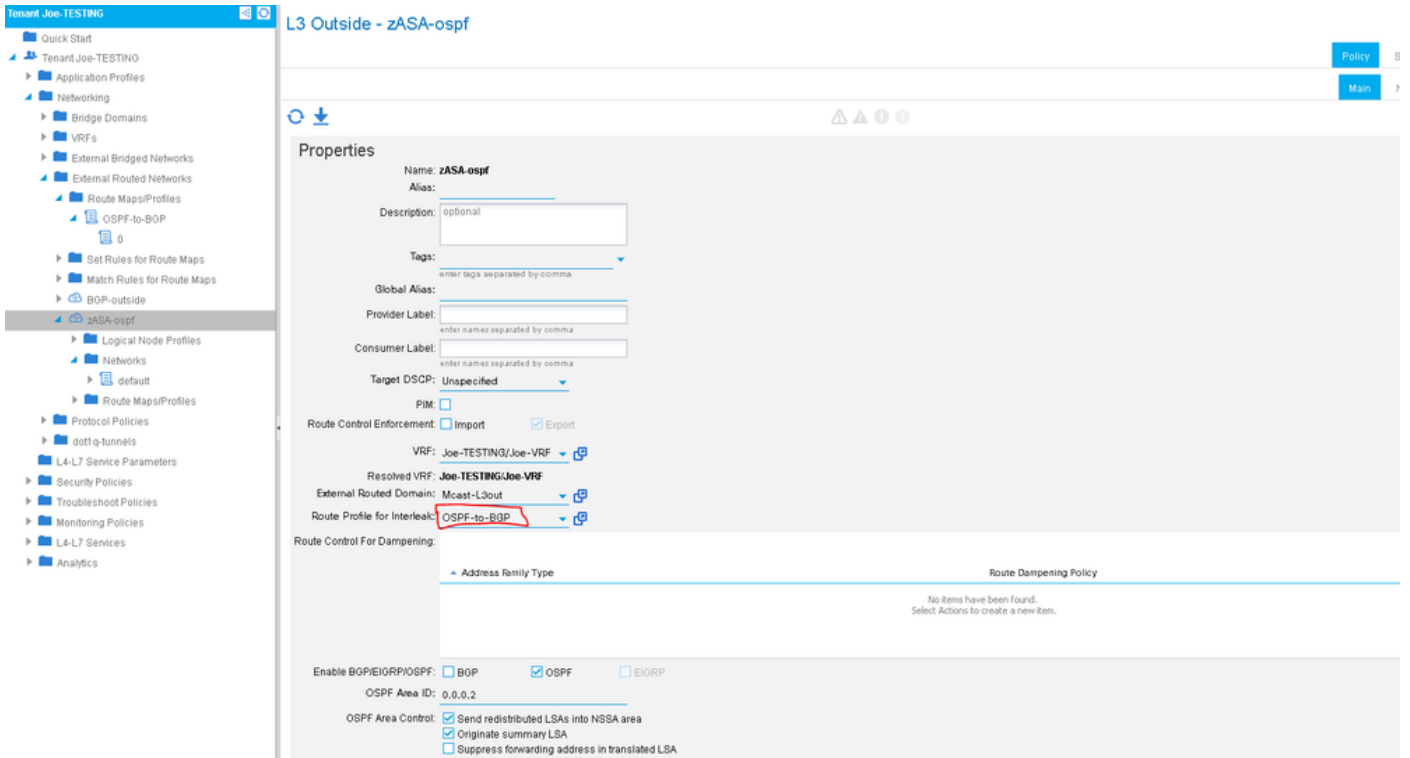 Tenant Joe-TESTING
Quick Start
Tenant Joe-TESTING
Application Profiles
Networking
Bridge Domains
VRFs
External Bridged Networks
External Routed Networks
Route Maps/Profiles
OSPF-to-BGP
0
Set Rules for Route Maps
Match Rules for Route Maps
BGP-outside
zASA-ospf
Logical Node Profiles
Networks
default
Route Maps/Profiles
Protocol Policies
dot1q-tunnels
L4-L7 Service Parameters
Security Policies
Troubleshoot Policies
Monitoring Policies
L4-L7 Services
Analytics
L3 Outside - zASA-ospf
Policy
Main
Properties
Name: zASA-ospf
Alias:
Description: optional
Tags:
enter tags separated by comma
Global Alias:
Provider Label:
enter names separated by comma
Consumer Label:
enter names separated by comma
Target DSCP: Unspecified
PIM:
Route Control Enforcement: Import Export
VRF: Joe-TESTING/Joe-VRF
Resolved VRF: Joe-TESTING/Joe-VRF
External Routed Domain: Mcast-L3out
Route Profile for Interleak: OSPF-to-BGP
Route Control For Dampening:
Address Family Type Route Dampening Policy
No items have been found.
Select Actions to create a new item.
Enable BGP/EIGRP/OSPF: BGP OSPF EIGRP
OSPF Area ID: 0.0.0.2
OSPF Area Control: Send redistributed LSAs into NSSA area
Originate summary LSA
Suppress forwarding address in translated LSA